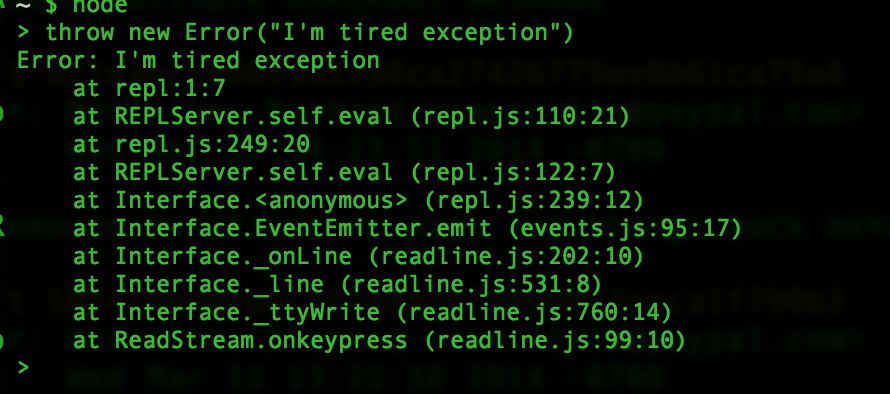 ~ $ node
> throw new Error("I'm tired exception")
Error: I'm tired exception
    at repl:1:7
    at REPLServer.self.eval (repl.js:110:21)
    at repl.js:249:20
    at REPLServer.self.eval (repl.js:122:7)
    at Interface.<anonymous> (repl.js:239:12)
    at Interface.EventEmitter.emit (events.js:95:17)
    at Interface._onLine (readline.js:202:10)
    at Interface._line (readline.js:531:8)
    at Interface._ttyWrite (readline.js:760:14)
    at ReadStream.onkeypress (readline.js:99:10)
>